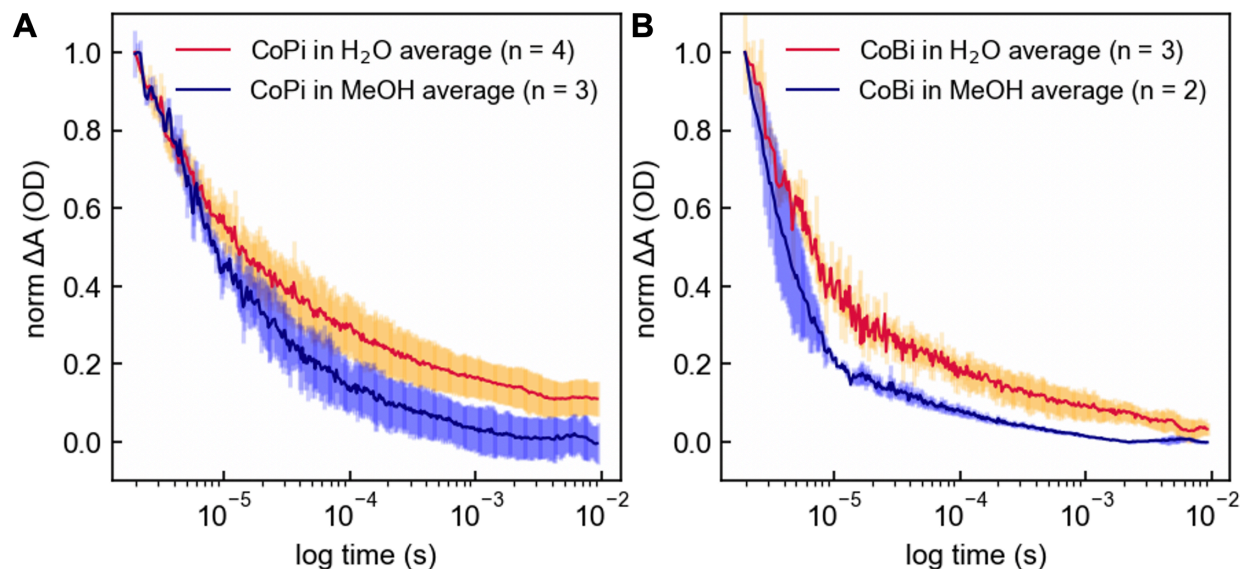 A
CoPi in H₂O average (n = 4)
CoPi in MeOH average (n = 3)
norm ΔA (OD)
1.0
0.8
0.6
0.4
0.2
0.0
10⁻⁵
10⁻⁴
10⁻³
10⁻²
log time (s)
B
CoBi in H₂O average (n = 3)
CoBi in MeOH average (n = 2)
norm ΔA (OD)
1.0
0.8
0.6
0.4
0.2
0.0
10⁻⁵
10⁻⁴
10⁻³
10⁻²
log time (s)